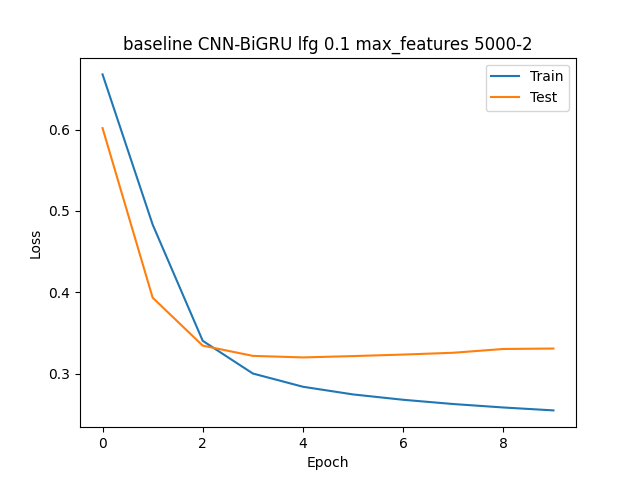 baseline CNN-BiGRU lfg 0.1 max_features 5000-2
Train
Test
Loss
0.6
0.5
0.4
0.3
0 2 4 6 8
Epoch